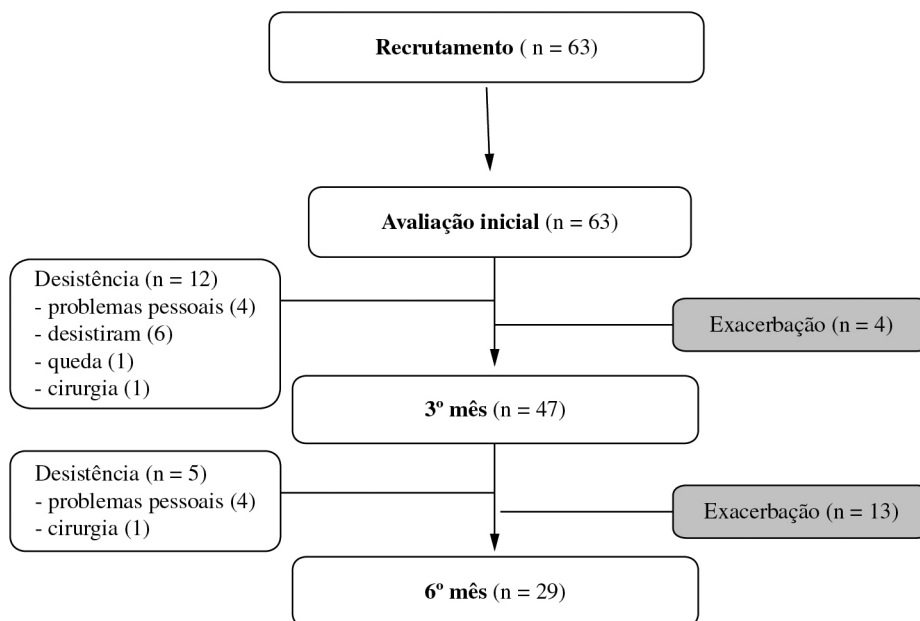 Recrutamento ( n = 63)
Avaliação inicial (n = 63)
Desistência (n = 12)
- problemas pessoais (4)
- desistiram (6)
- queda (1)
- cirurgia (1)
Exacerbação (n = 4)
3º mês (n = 47)
Desistência (n = 5)
- problemas pessoais (4)
- cirurgia (1)
Exacerbação (n = 13)
6º mês (n = 29)